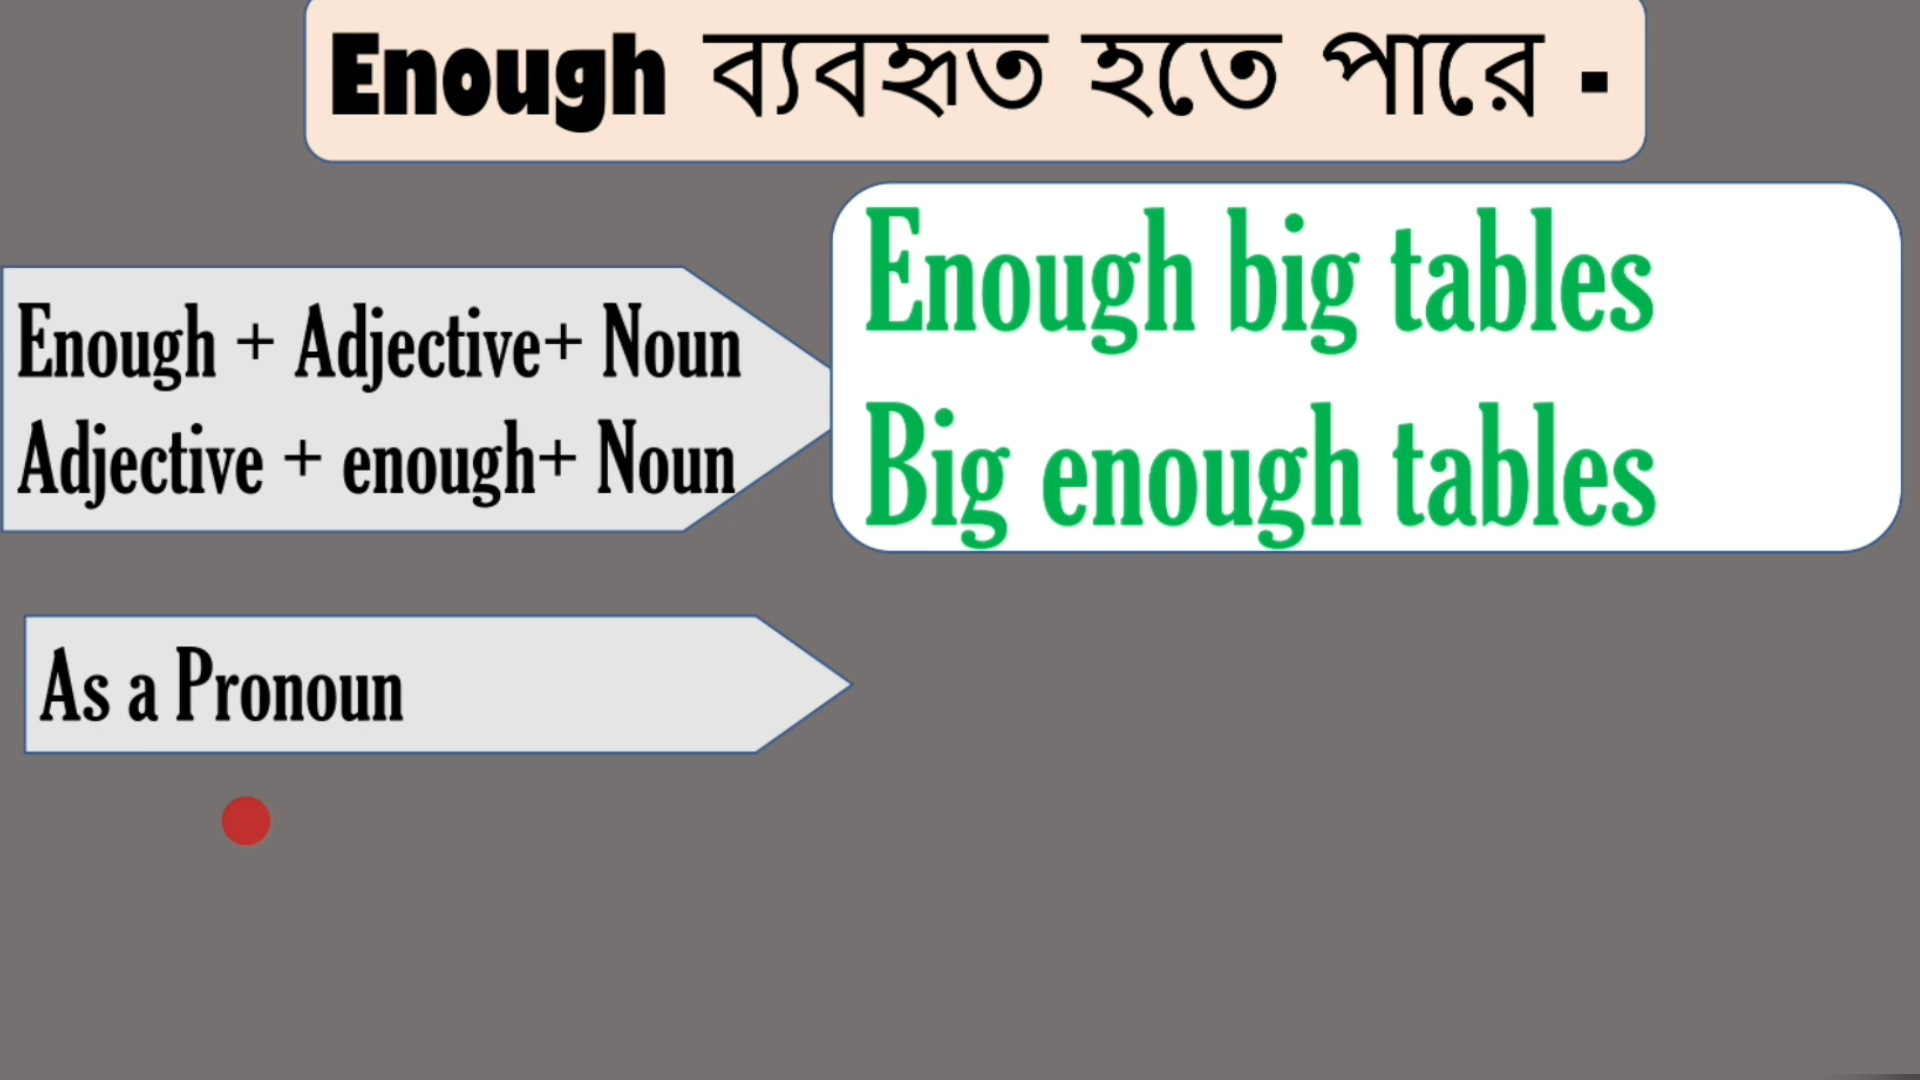 Enough ব্যবহৃত হতে পারে -
Enough + Adjective+ Noun
Adjective + enough+ Noun
Enough big tables
Big enough tables
As a Pronoun